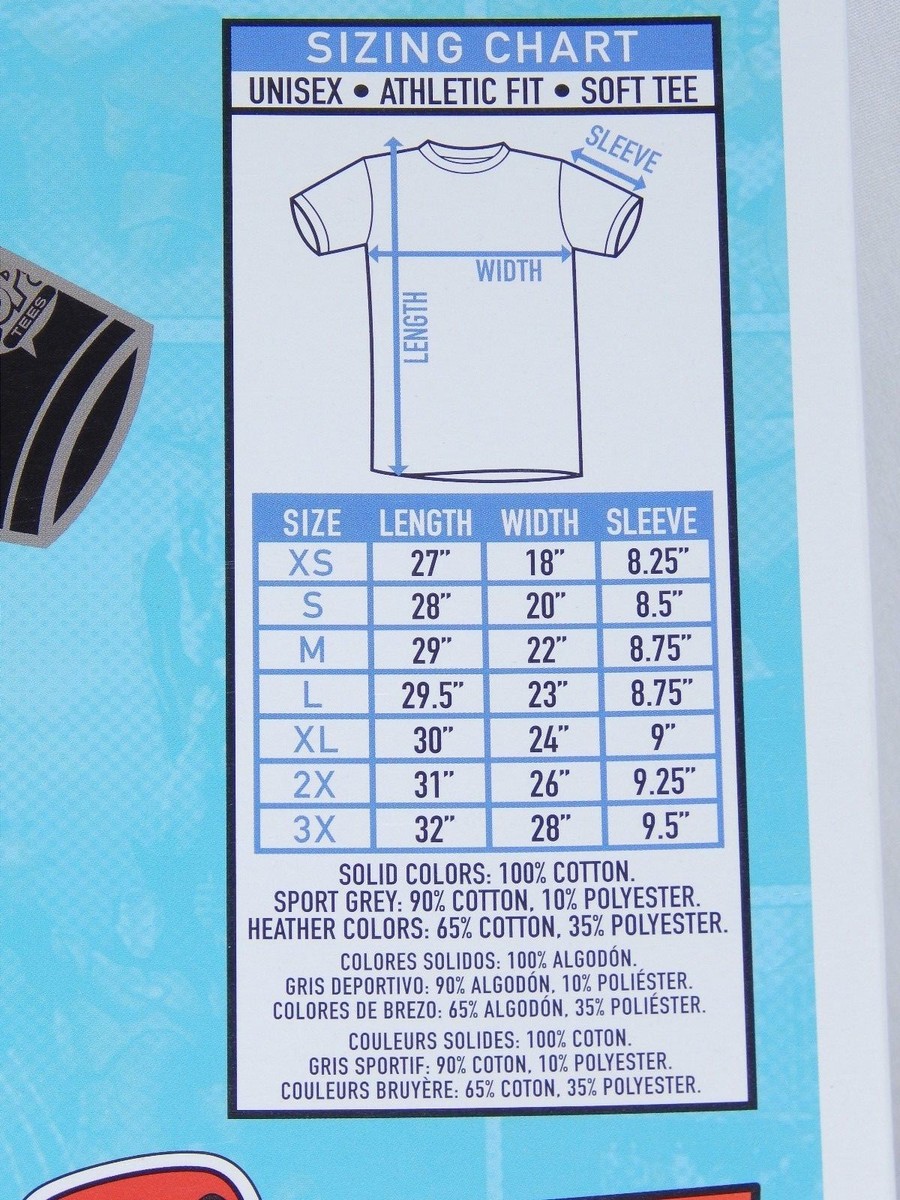 SIZING CHART
UNISEX • ATHLETIC FIT • SOFT TEE
SLEEVE
WIDTH
LENGTH
TEES
SIZE LENGTH WIDTH SLEEVE
XS 27” 18” 8.25”
S 28” 20” 8.5”
M 29” 22” 8.75”
L 29.5” 23” 8.75”
XL 30” 24” 9”
2X 31” 26” 9.25”
3X 32” 28” 9.5”
SOLID COLORS: 100% COTTON.
SPORT GREY: 90% COTTON, 10% POLYESTER.
HEATHER COLORS: 65% COTTON, 35% POLYESTER.
COLORES SOLIDOS: 100% ALGODÓN.
GRIS DEPORTIVO: 90% ALGODÓN, 10% POLIÉSTER.
COLORES DE BREZO: 65% ALGODÓN, 35% POLIÉSTER.
COULEURS SOLIDES: 100% COTON.
GRIS SPORTIF: 90% COTON, 10% POLYESTER.
COULEURS BRUYÈRE: 65% COTON, 35% POLYESTER.